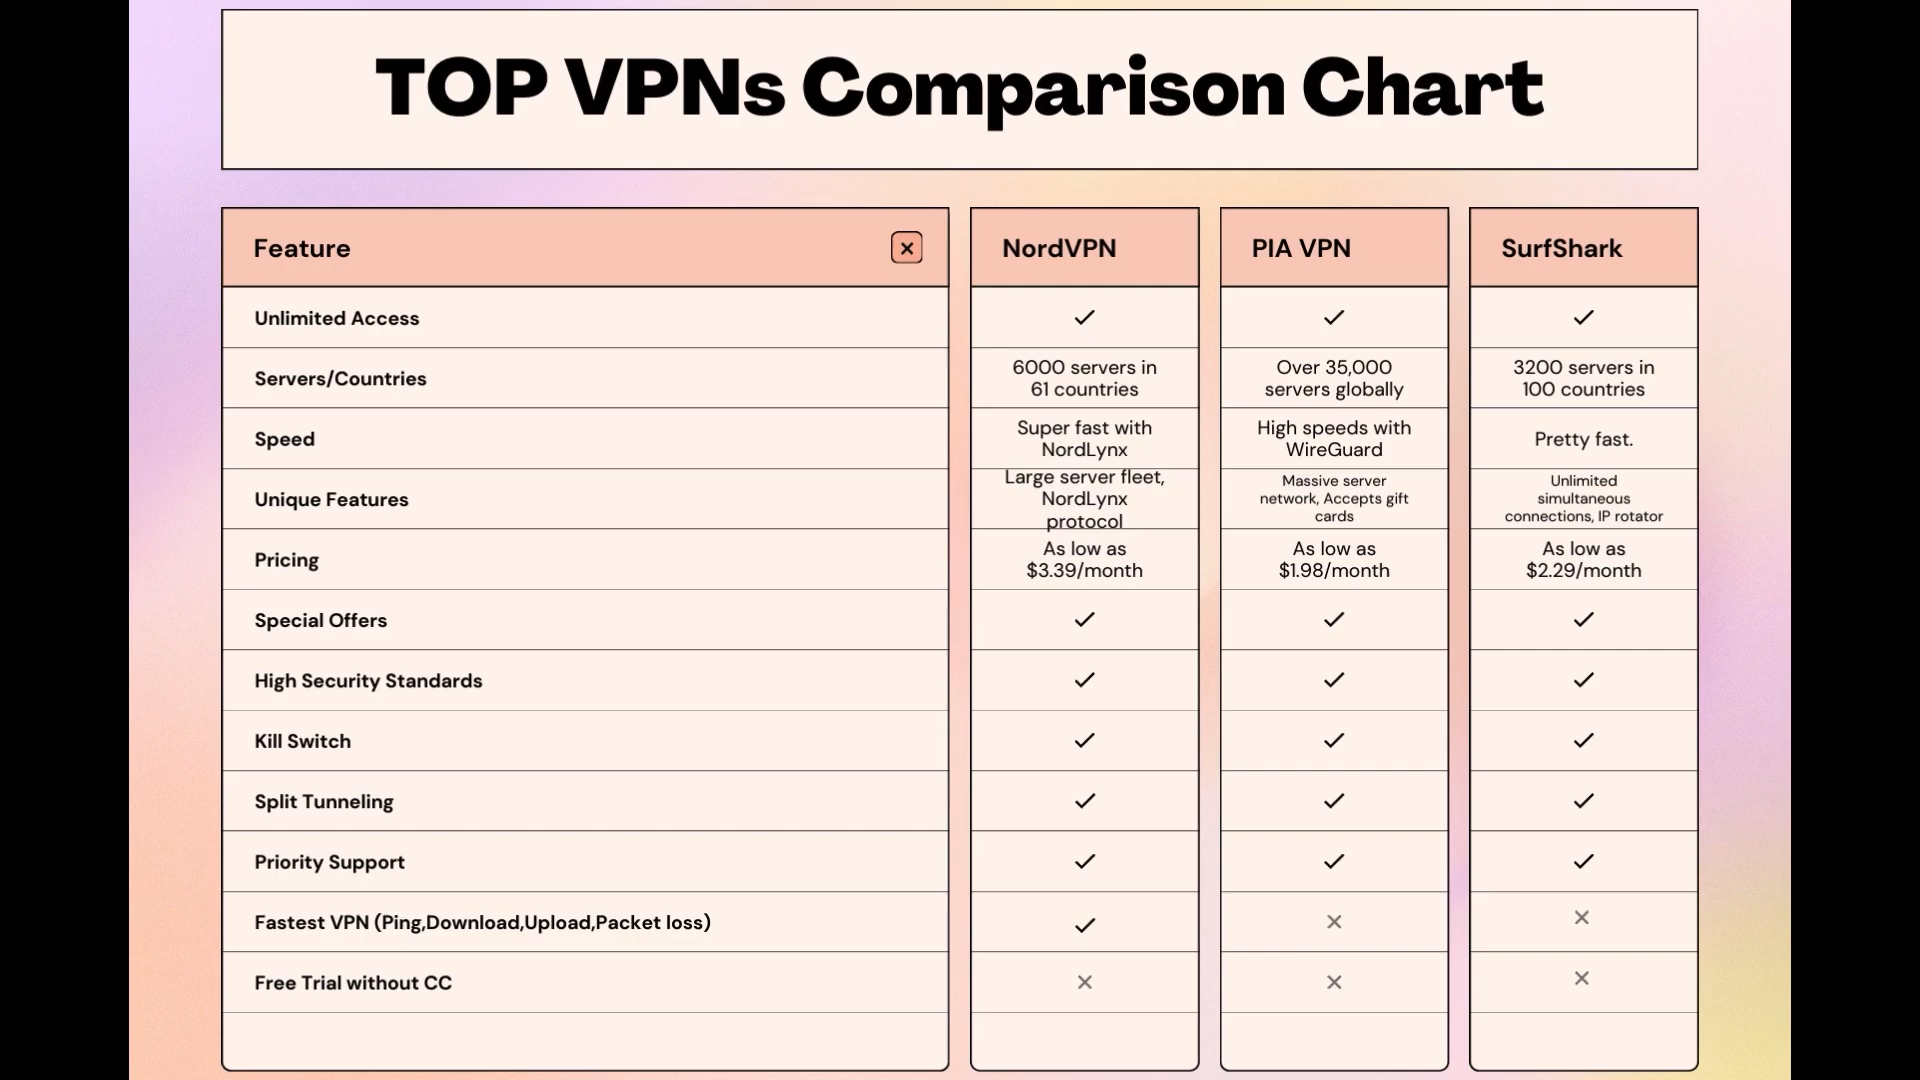 TOP VPNs Comparison Chart
Feature
NordVPN
PIA VPN
SurfShark
Unlimited Access
Servers/Countries
6000 servers in
61 countries
Over 35,000
servers globally
3200 servers in
100 countries
Speed
Super fast with
NordLynx
High speeds with
WireGuard
Pretty fast.
Unique Features
Large server fleet,
NordLynx
protocol
Massive server
network, Accepts gift
cards
Unlimited
simultaneous
connections, IP rotator
Pricing
As low as
$3.39/month
As low as
$1.98/month
As low as
$2.29/month
Special Offers
High Security Standards
Kill Switch
Split Tunneling
Priority Support
Fastest VPN (Ping,Download,Upload,Packet loss)
Free Trial without CC